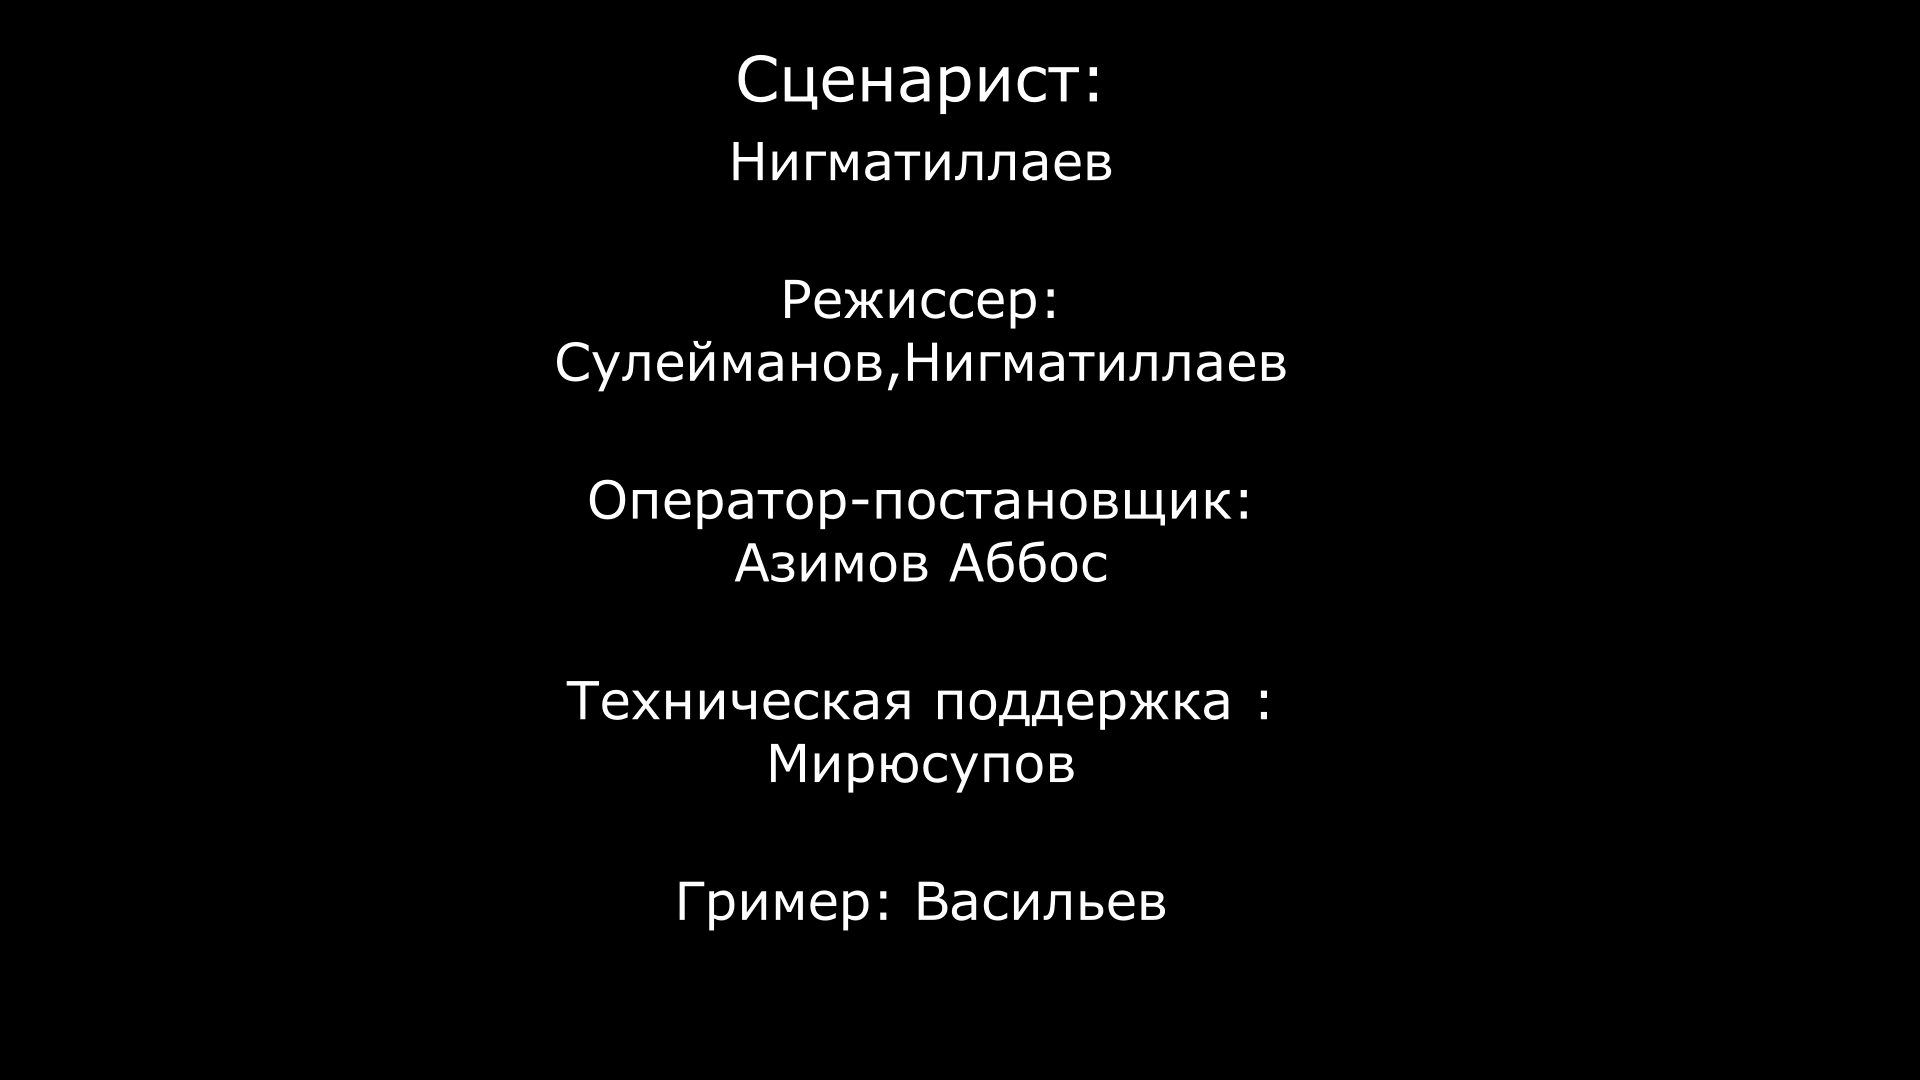 Сценарист:
Нигматиллаев
Режиссер:
Сулейманов,Нигматиллаев
Оператор-постановщик:
Азимов Аббос
Техническая поддержка :
Мирюсупов
Гример: Васильев